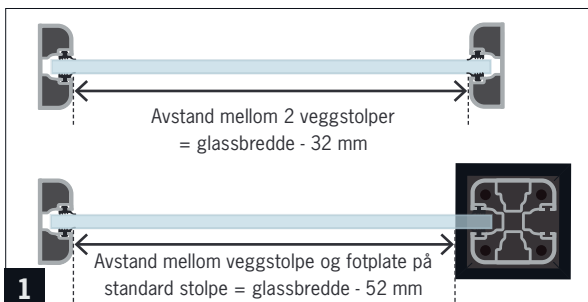 Avstand mellom 2 veggstolper
= glassbredde - 32 mm
Avstand mellom veggstolpe og fotplate på
standard stolpe = glassbredde - 52 mm
1